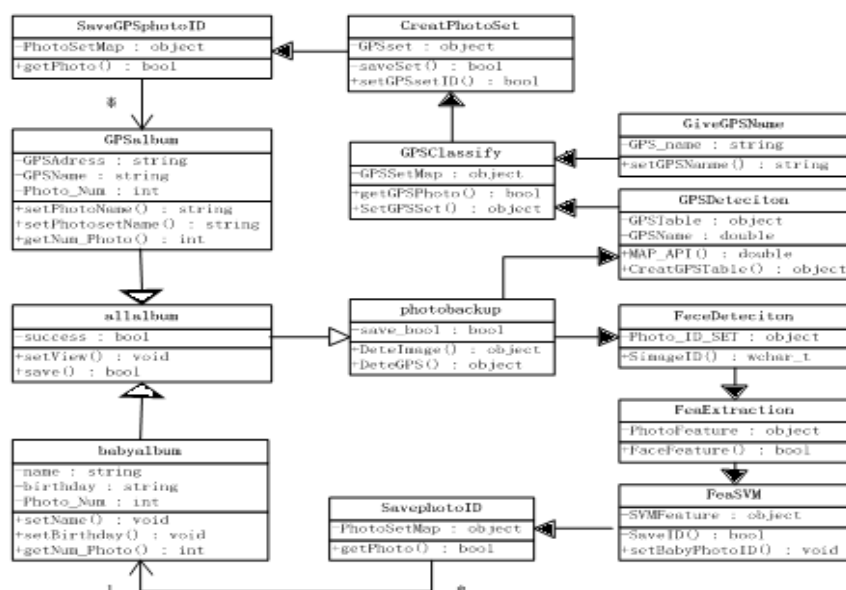 SaveGPSphotoID
-PhotoSetMap : object
+getPhoto() : bool
*
GPSalbum
-GPSAdress : string
-GPSName : string
-Photo_Num : int
+setPhotoName() : string
+setPhotosetName() : string
+getNum_Photo() : int
allalbum
-success : bool
+setView() : void
+save() : bool
babyalbum
-name : string
-birthday : string
-Photo_Num : int
+setName() : void
+setBirthday() : void
+getNum_Photo() : int
CreatPhotoSet
-GPSset : object
-saveSet() : bool
+setGPSsetID() : bool
GPSClassify
-GPSSetMap : object
+getGPSPhoto() : bool
+SetGPSSet() : object
GiveGPSName
-GPS_name : string
+setGPSNanme() : string
GPSDeteciton
-GPSTable : object
-GPSName : double
+MAP_API() : double
+CreatGPSTable() : object
photobackup
-save_bool : bool
+DeteImage() : object
+DeteGPS() : object
FeceDeteciton
-Photo_ID_SET : object
+SimageID() : wchar_t
FeaExtraction
-PhotoFeature : object
+FaceFeature() : bool
FeaSVM
-SVMFeature : object
-SaveID() : bool
+setBabyPhotoID() : void
SavephotoID
-PhotoSetMap : object
+getPhoto() : bool